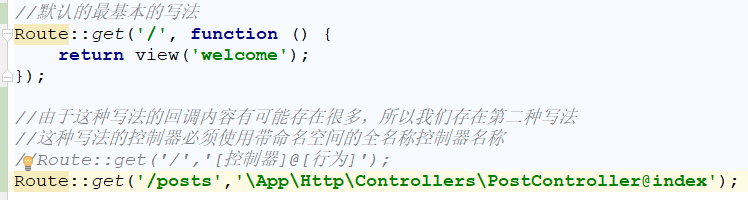 //默认的最基本的写法
Route::get('/', function () {
    return view('welcome');
});
//由于这种写法的回调内容有可能存在很多，所以我们存在第二种写法
//这种写法的控制器必须使用带命名空间的全名称控制器名称
//Route::get('/','[控制器]@[行为]');
Route::get('/posts','\App\Http\Controllers\PostController@index');